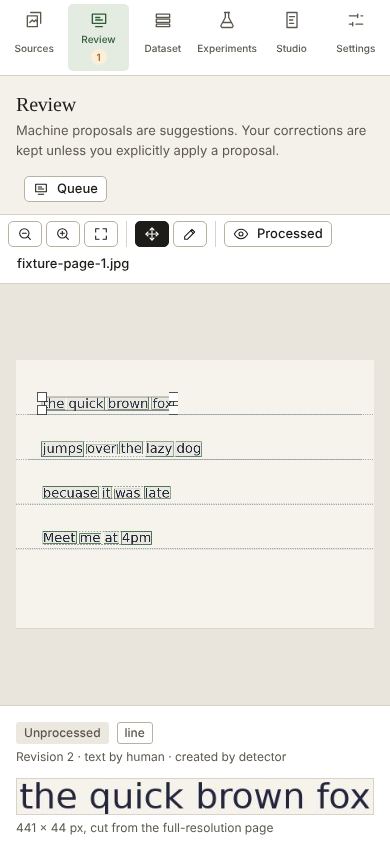 Sources
Review
1
Dataset
Experiments
Studio
Settings
Review
Machine proposals are suggestions. Your corrections are
kept unless you explicitly apply a proposal.
Queue
Processed
fixture-page-1.jpg
the quick brown fox
jumps over the lazy dog
becuase it was late
Meet me at 4pm
Unprocessed line
Revision 2 · text by human · created by detector
the quick brown fox
441 × 44 px, cut from the full-resolution page